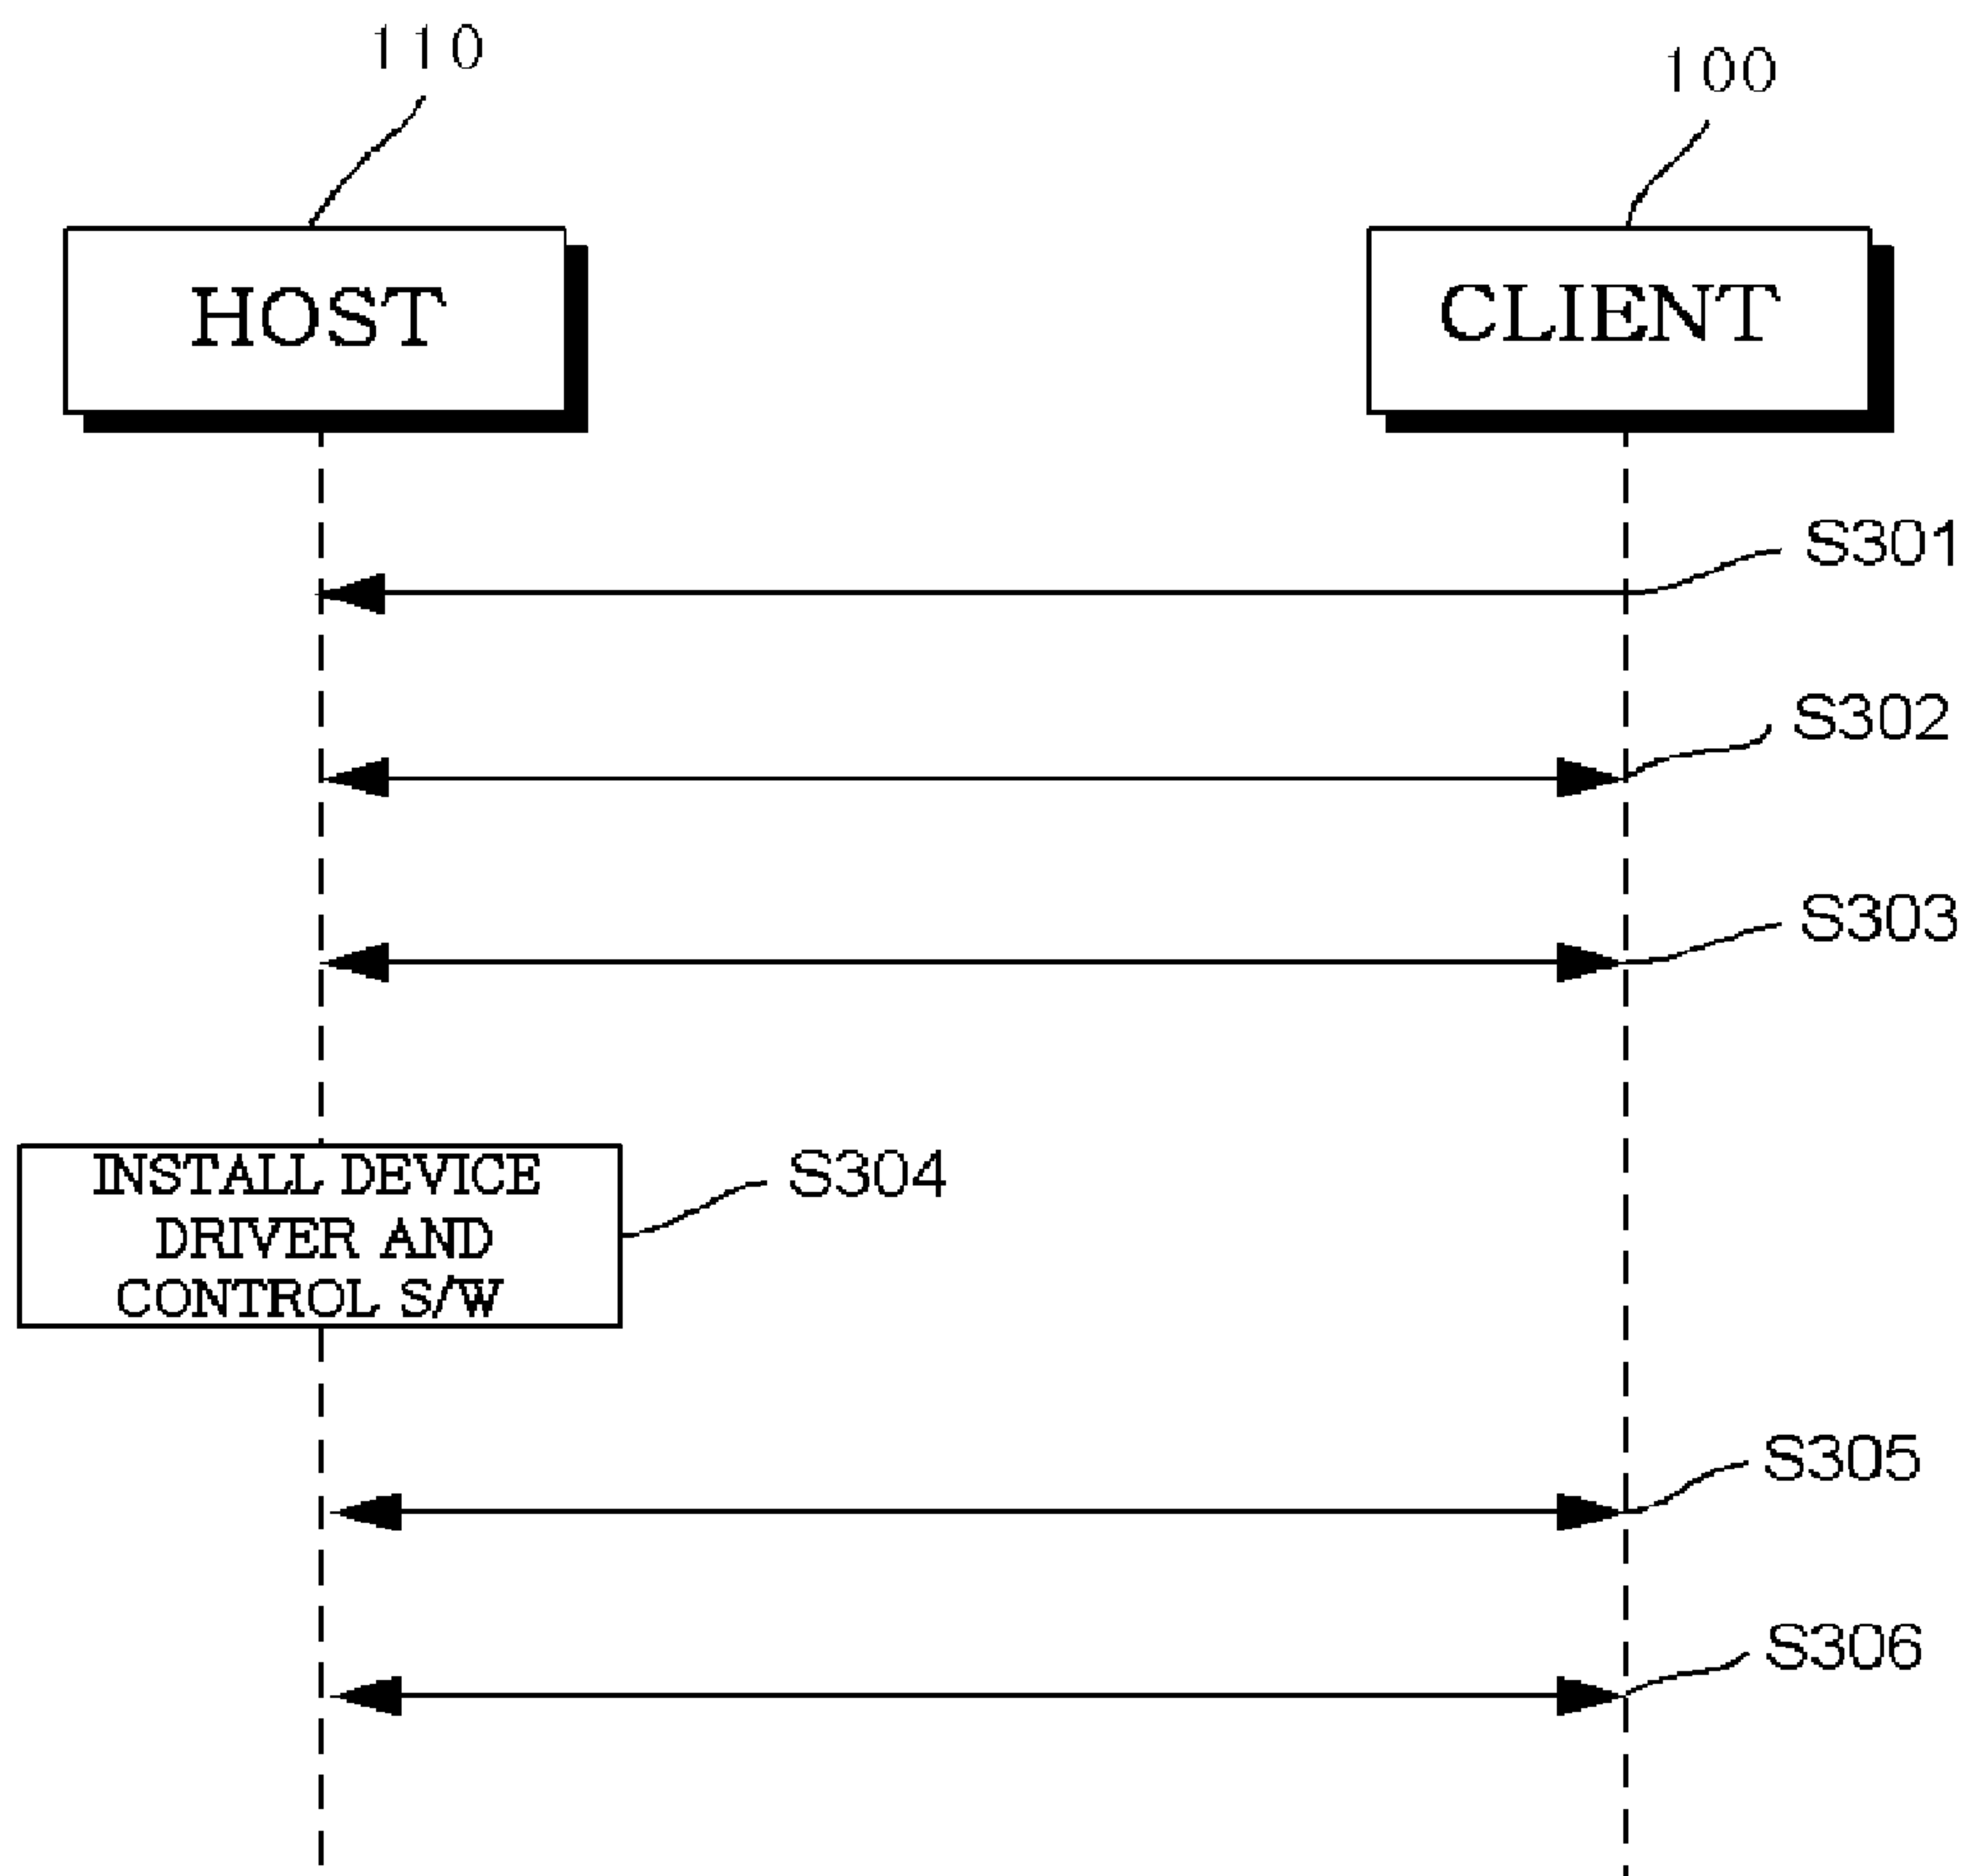 110
100
HOST
CLIENT
S301
S302
S303
INSTALL DEVICE
DRIVER AND
CONTROL S/W
S304
S305
S306